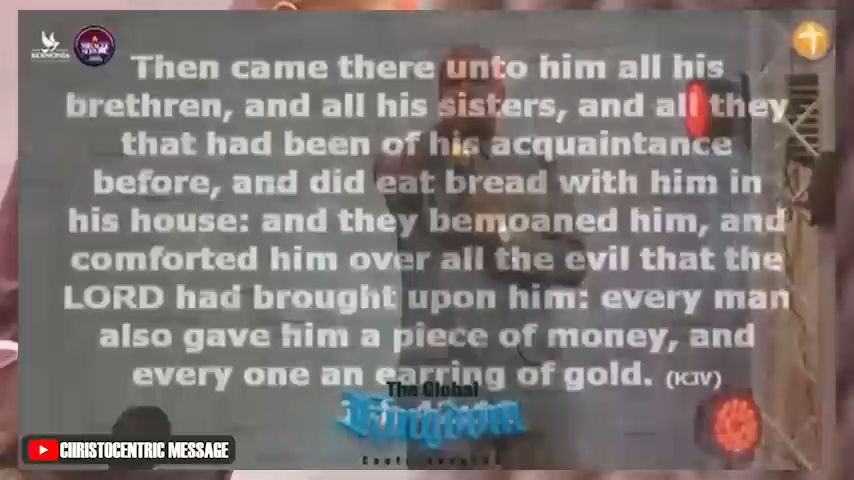 KOINONIA
MIRACLE
SERVICE
Then came there unto him all his
brethren, and all his sisters, and all they
that had been of his acquaintance
before, and did eat bread with him in
his house: and they bemoaned him, and
comforted him over all the evil that the
LORD had brought upon him: every man
also gave him a piece of money, and
every one an earring of gold. (KJV)
The Global
Kingdom
CHRISTOCENTRIC MESSAGE